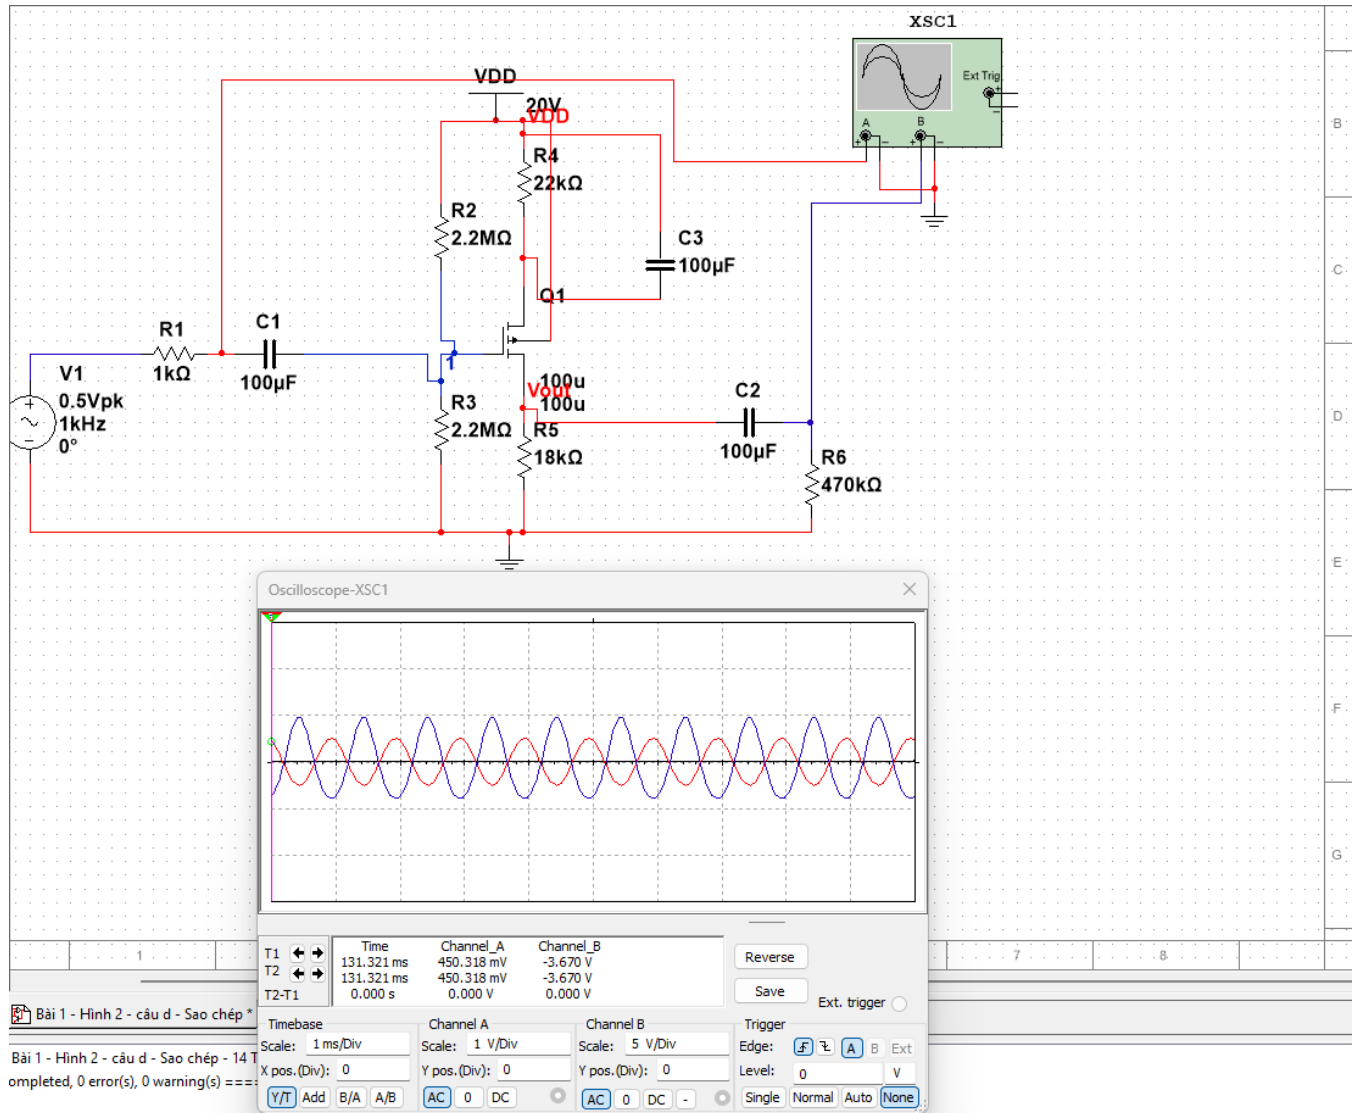 XSC1
Ext Trig
+
–
A
B
+ – + –
VDD
20V
VDD
R4
22kΩ
R2
2.2MΩ
C3
100µF
Q1
R1
1kΩ
C1
100µF
1
V1
0.5Vpk
1kHz
0°
100u
Vout
100u
R3
2.2MΩ
R5
18kΩ
C2
100µF
R6
470kΩ
B
C
D
E
F
G
1
7
8
Oscilloscope-XSC1
Time Channel_A Channel_B
T1 131.321 ms 450.318 mV -3.670 V
T2 131.321 ms 450.318 mV -3.670 V
T2-T1 0.000 s 0.000 V 0.000 V
Reverse
Save
Ext. trigger
Timebase
Scale: 1 ms/Div
X pos.(Div): 0
Y/T Add B/A A/B
Channel A
Scale: 1 V/Div
Y pos.(Div): 0
AC 0 DC
Channel B
Scale: 5 V/Div
Y pos.(Div): 0
AC 0 DC -
Trigger
Edge: A B Ext
Level: 0 V
Single Normal Auto None
Bài 1 - Hình 2 - câu d - Sao chép *
Bài 1 - Hình 2 - câu d - Sao chép - 14 T
ompleted, 0 error(s), 0 warning(s) ====